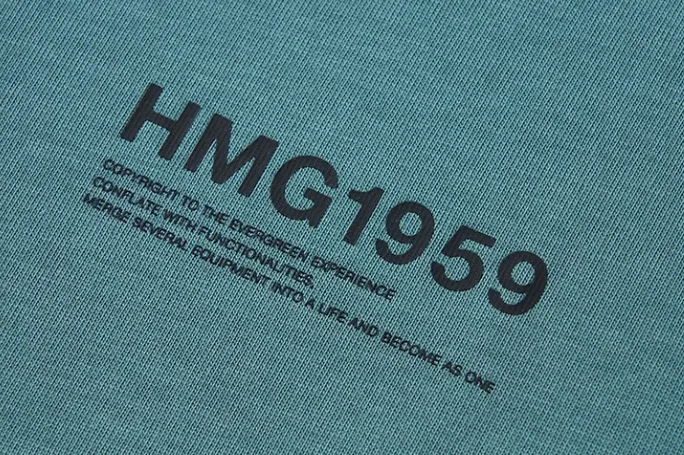 HMG1959
COPYRIGHT TO THE EVERGREEN EXPERIENCE
CONFLATE WITH FUNCTIONALITIES.
MERGE SEVERAL EQUIPMENT INTO A LIFE AND BECOME AS ONE